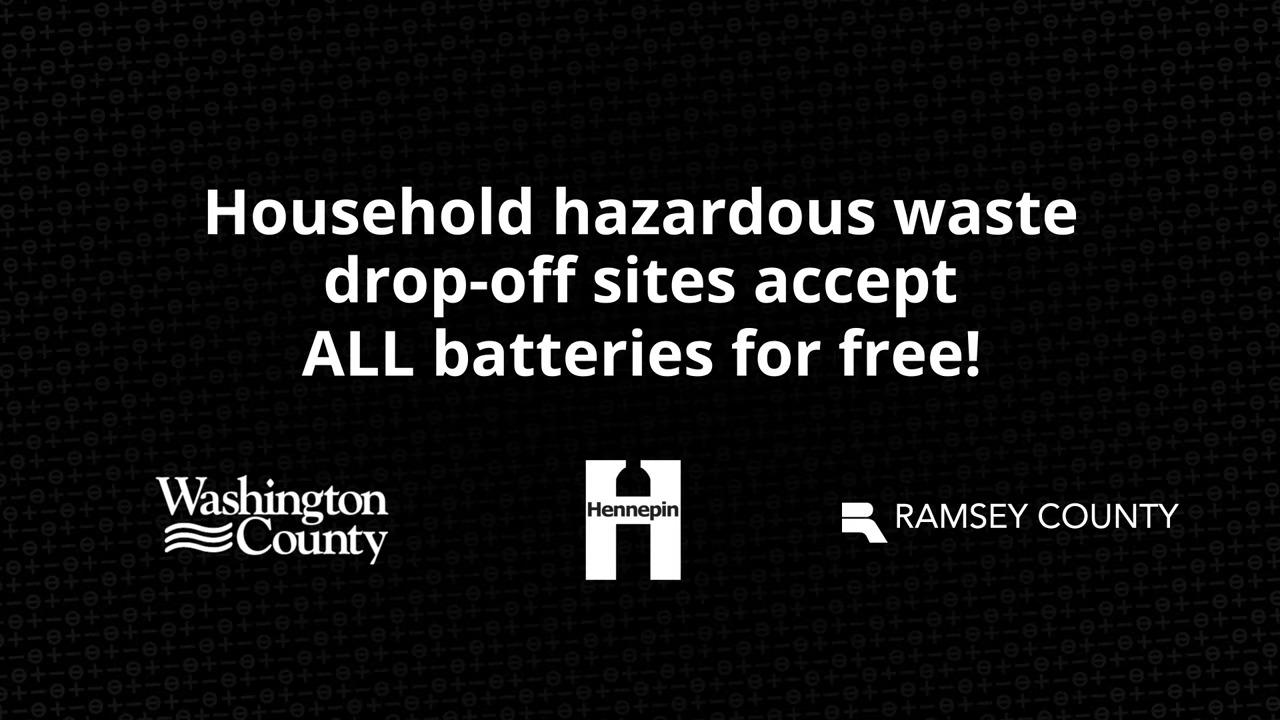 Household hazardous waste
drop-off sites accept
ALL batteries for free!
Washington
County
Hennepin
RAMSEY COUNTY